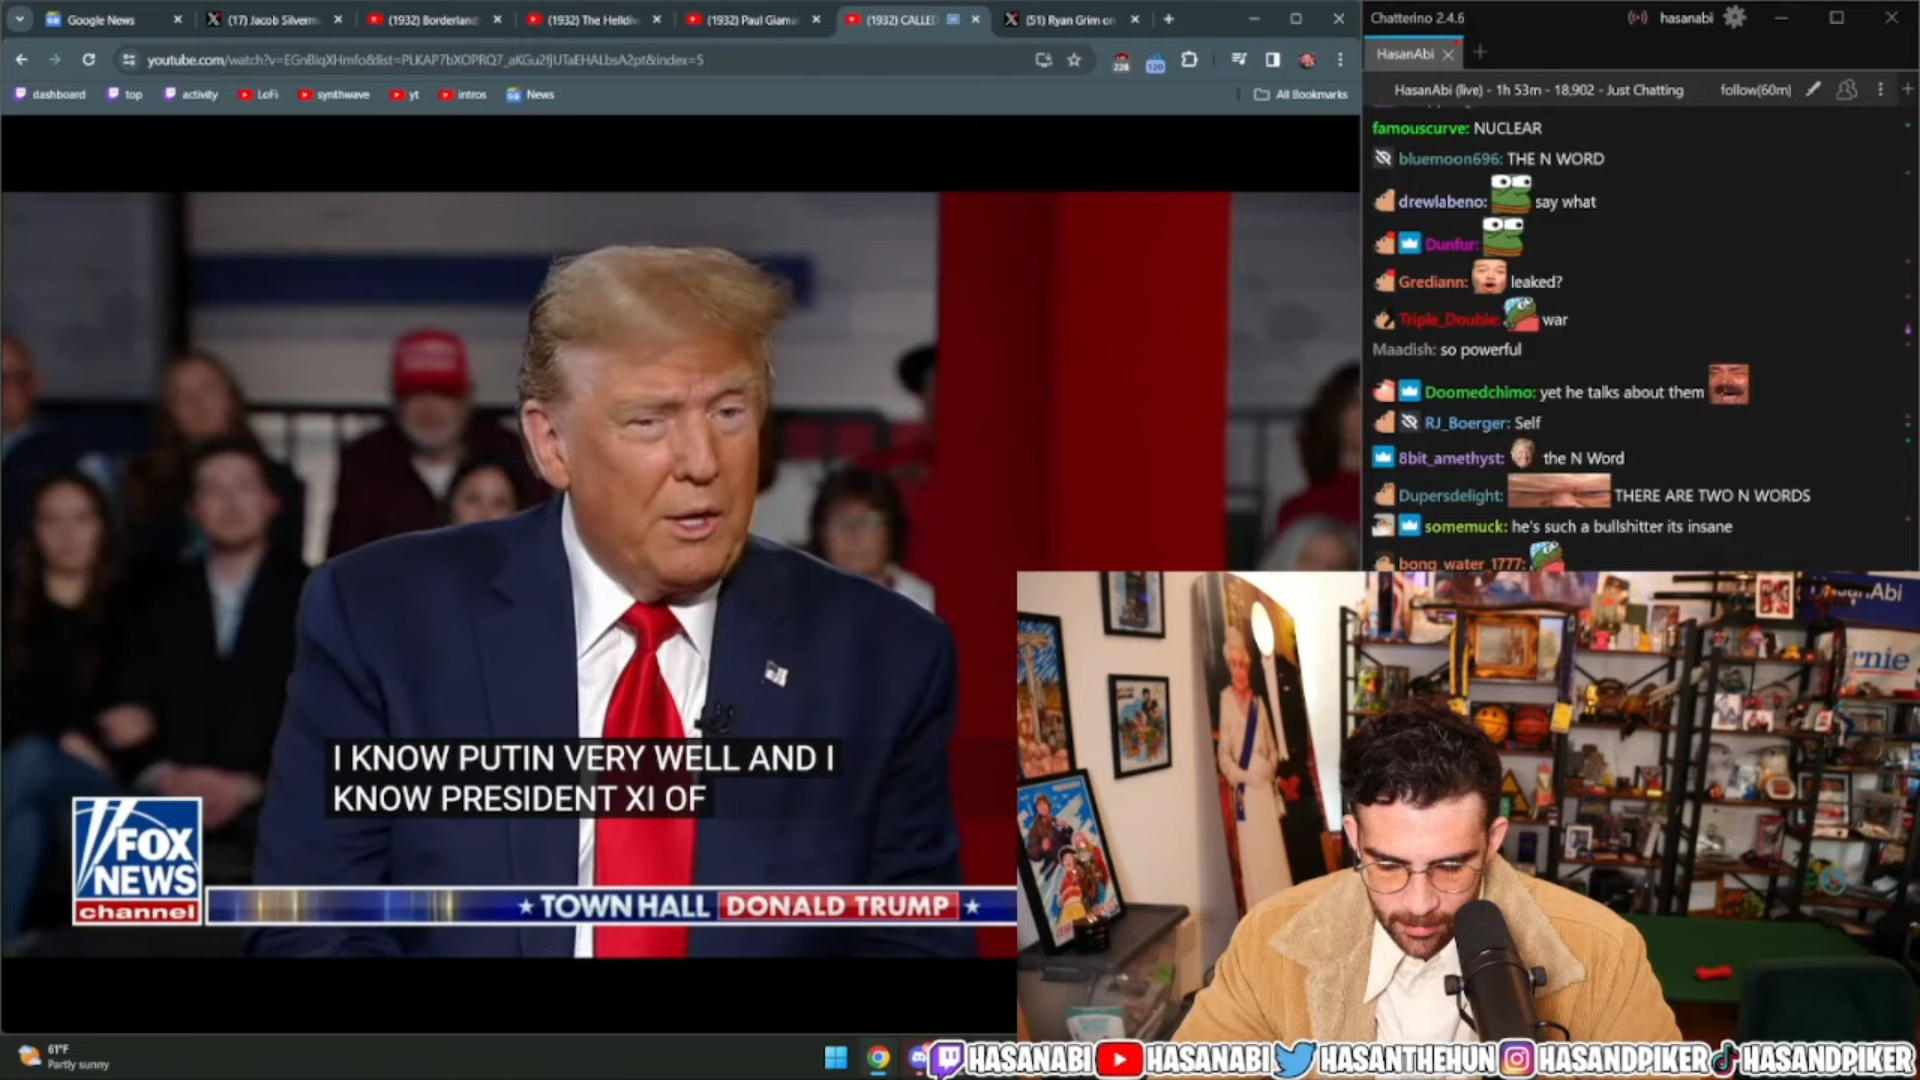 Google News
(17) Jacob Silverm
(1932) Borderland
(1932) The Helldiv
(1932) Paul Giama
(1932) CALLED
(51) Ryan Grim on
youtube.com/watch?v=EGnBiqXHmfo&list=PLKAP7bXOPRQ7_aKGu2fjUTaEHALbsA2pt&index=5
228
120
dashboard
top
activity
LoFi
synthwave
yt
intros
News
All Bookmarks
I KNOW PUTIN VERY WELL AND I
KNOW PRESIDENT XI OF
FOX
NEWS
channel
TOWN HALL DONALD TRUMP
61°F
Partly sunny
Chatterino 2.4.6
hasanabi
HasanAbi
HasanAbi (live) - 1h 53m - 18,902 - Just Chatting
follow(60m)
famouscurve: NUCLEAR
bluemoon696: THE N WORD
drewlabeno: say what
Dunfur:
Grediann: leaked?
Triple_Double: war
Maadish: so powerful
Doomedchimo: yet he talks about them
RJ_Boerger: Self
8bit_amethyst: the N Word
Dupersdelight: THERE ARE TWO N WORDS
somemuck: he's such a bullshitter its insane
bong_water_1777:
HasanAbi
rnie
HASANABI HASANABI HASANTHEHUN HASANDPIKER HASANDPIKER